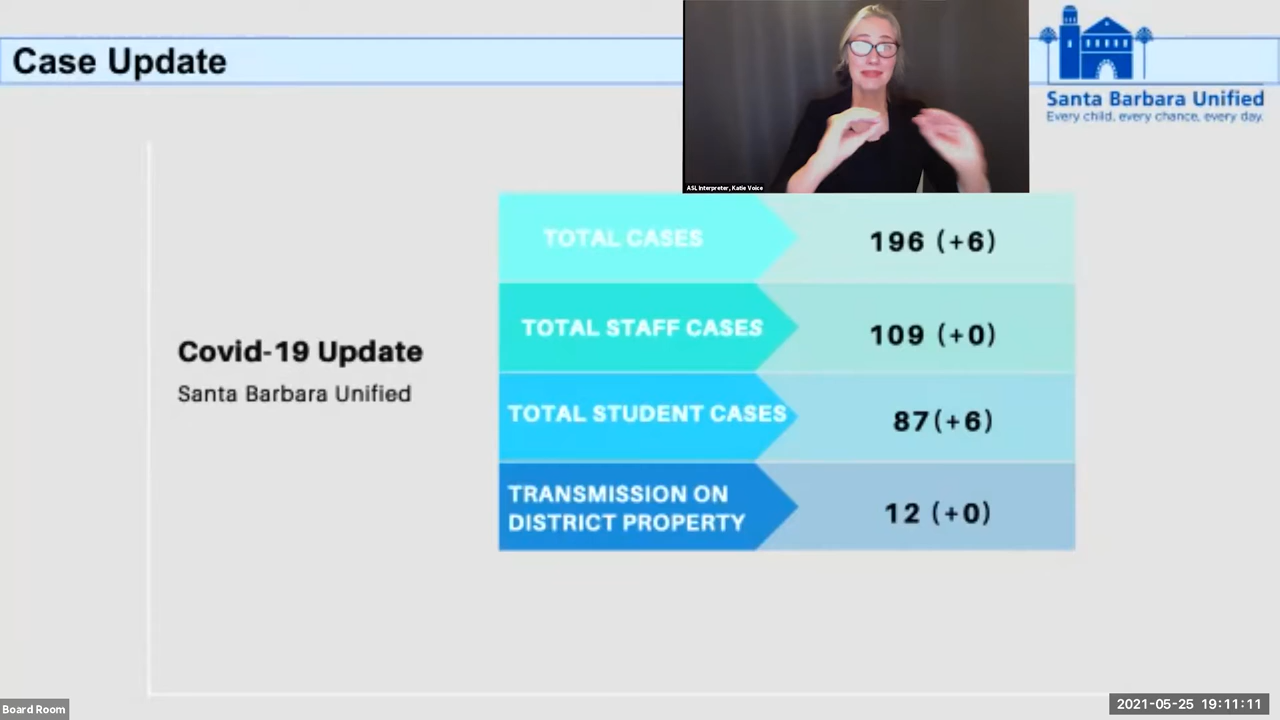 Case Update
Santa Barbara Unified
Every child, every chance, every day.
ASL Interpreter, Katie Voice
TOTAL CASES 196 (+6)
TOTAL STAFF CASES 109 (+0)
Covid-19 Update
Santa Barbara Unified
TOTAL STUDENT CASES 87(+6)
TRANSMISSION ON
DISTRICT PROPERTY 12 (+0)
Board Room
2021-05-25 19:11:11